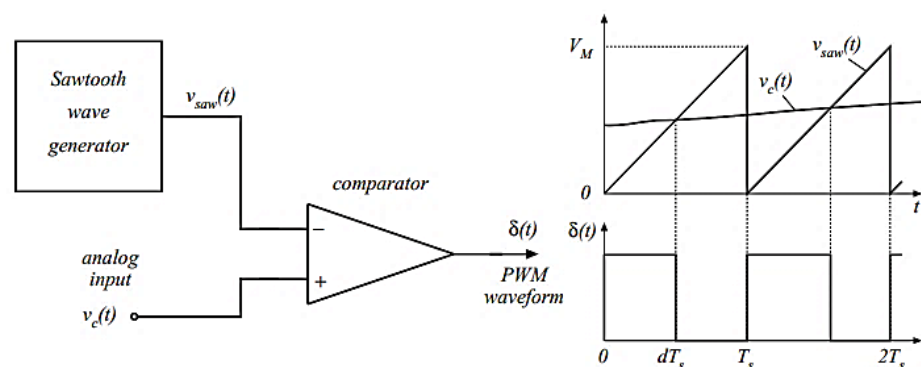 Sawtooth
wave
generator
v_saw(t)
comparator
−
+
analog
input
v_c(t)
δ(t)
PWM
waveform
V_M
v_saw(t)
v_c(t)
0
t
δ(t)
0
dT_s
T_s
2T_s